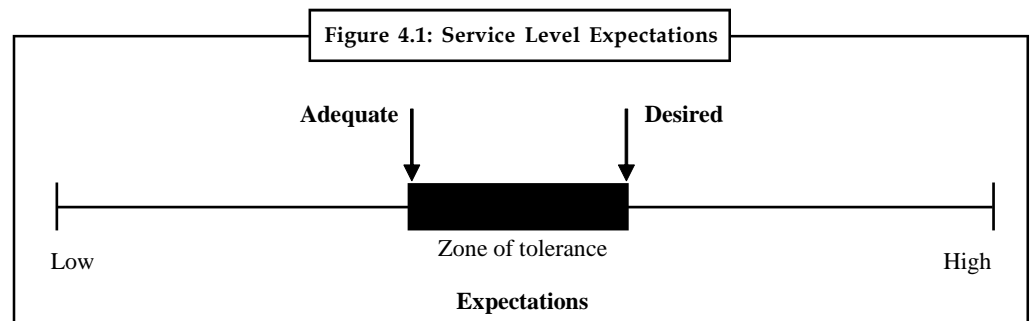 Figure 4.1: Service Level Expectations
Adequate Desired
Zone of tolerance
Low High
Expectations